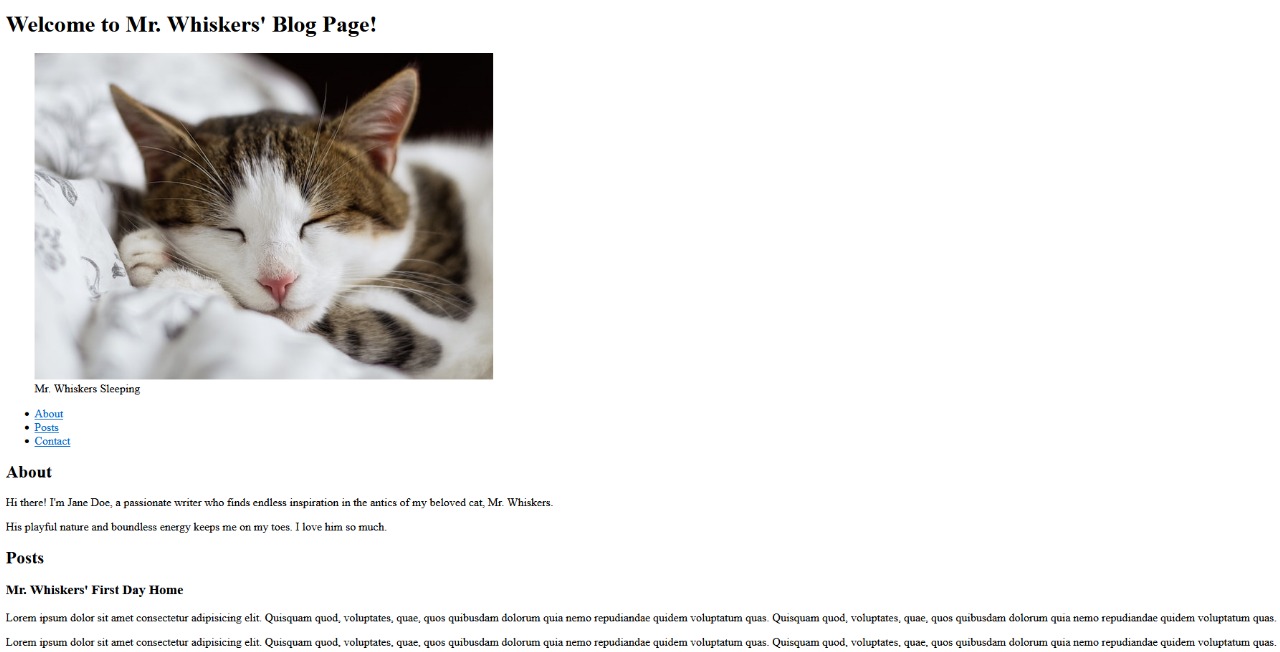 Welcome to Mr. Whiskers' Blog Page!
Mr. Whiskers Sleeping
About
Posts
Contact
About
Hi there! I'm Jane Doe, a passionate writer who finds endless inspiration in the antics of my beloved cat, Mr. Whiskers.
His playful nature and boundless energy keeps me on my toes. I love him so much.
Posts
Mr. Whiskers' First Day Home
Lorem ipsum dolor sit amet consectetur adipisicing elit. Quisquam quod, voluptates, quae, quos quibusdam dolorum quia nemo repudiandae quidem voluptatum quas. Quisquam quod, voluptates, quae, quos quibusdam dolorum quia nemo repudiandae quidem voluptatum quas.
Lorem ipsum dolor sit amet consectetur adipisicing elit. Quisquam quod, voluptates, quae, quos quibusdam dolorum quia nemo repudiandae quidem voluptatum quas. Quisquam quod, voluptates, quae, quos quibusdam dolorum quia nemo repudiandae quidem voluptatum quas.